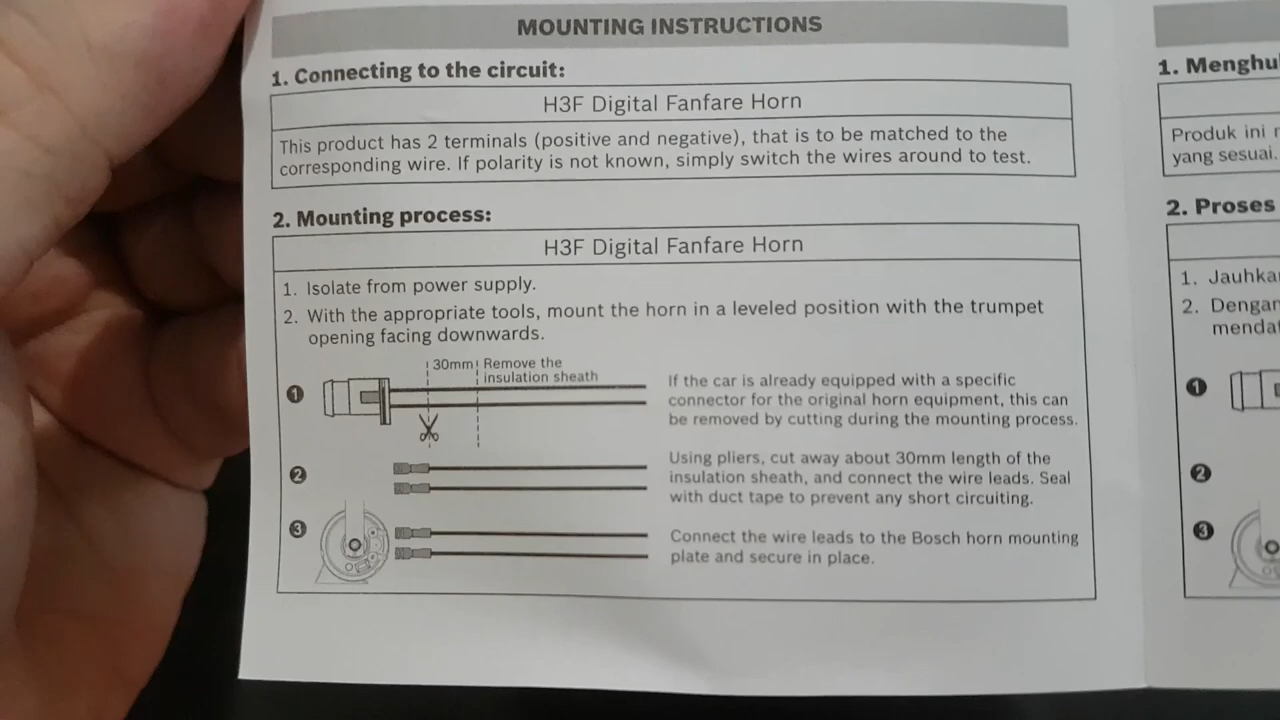 MOUNTING INSTRUCTIONS
1. Connecting to the circuit:
H3F Digital Fanfare Horn
This product has 2 terminals (positive and negative), that is to be matched to the
corresponding wire. If polarity is not known, simply switch the wires around to test.
2. Mounting process:
H3F Digital Fanfare Horn
1. Isolate from power supply.
2. With the appropriate tools, mount the horn in a leveled position with the trumpet
opening facing downwards.
1
30mm
Remove the
insulation sheath
If the car is already equipped with a specific
connector for the original horn equipment, this can
be removed by cutting during the mounting process.
2
Using pliers, cut away about 30mm length of the
insulation sheath, and connect the wire leads. Seal
with duct tape to prevent any short circuiting.
3
Connect the wire leads to the Bosch horn mounting
plate and secure in place.
1.
Produk ini
yang sesuai.
2. Proses
1.
2.
1
2
3